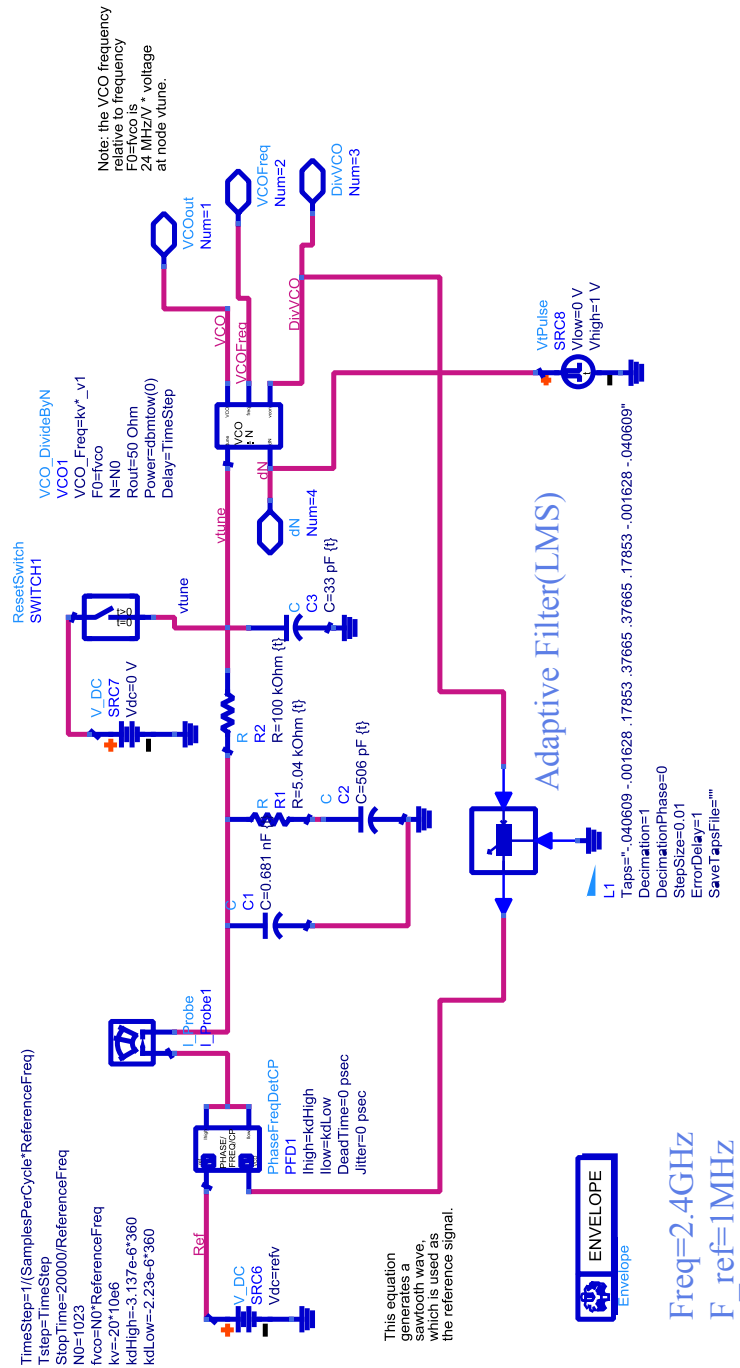 TimeStep=1/(SamplesPerCycle*ReferenceFreq)
Tstep=TimeStep
StopTime=20000/ReferenceFreq
N0=1023
fvco=N0*ReferenceFreq
kv=-20*10e6
kdHigh=-3.137e-6*360
kdLow=-2.23e-6*360
I_Probe
I_Probe1
ResetSwitch
SWITCH1
V_DC
SRC7
Vdc=0 V
vtune
VCO_DivideByN
VCO1
VCO_Freq=kv*_v1
F0=fvco
N=N0
Rout=50 Ohm
Power=dbmtow(0)
Delay=TimeStep
Note: the VCO frequency
relative to frequency
F0=fvco is
24 MHz/V * voltage
at node vtune.
VCOout
Num=1
VCOFreq
Num=2
DivVCO
Num=3
VCO
VCOFreq
DivVCO
vtune
dN
VCO
÷ N
dN
Num=4
Ref
V_DC
SRC6
Vdc=refv
PHASE/
FREQ/CP
PhaseFreqDetCP
PFD1
Ihigh=kdHigh
Ilow=kdLow
DeadTime=0 psec
Jitter=0 psec
C
C1
C=0.681 nF {t}
R
R1
R=5.04 kOhm {t}
C
C2
C=506 pF {t}
R
R2
R=100 kOhm {t}
C
C3
C=33 pF {t}
VtPulse
SRC8
Vlow=0 V
Vhigh=1 V
This equation
generates a
sawtooth wave,
which is used as
the reference signal.
Adaptive Filter(LMS)
L1
Taps="-.040609 -.001628 .17853 .37665 .37665 .17853 -.001628 -.040609"
Decimation=1
DecimationPhase=0
StepSize=0.01
ErrorDelay=1
SaveTapsFile=""
ENVELOPE
Envelope
Freq=2.4GHz
F_ref=1MHz